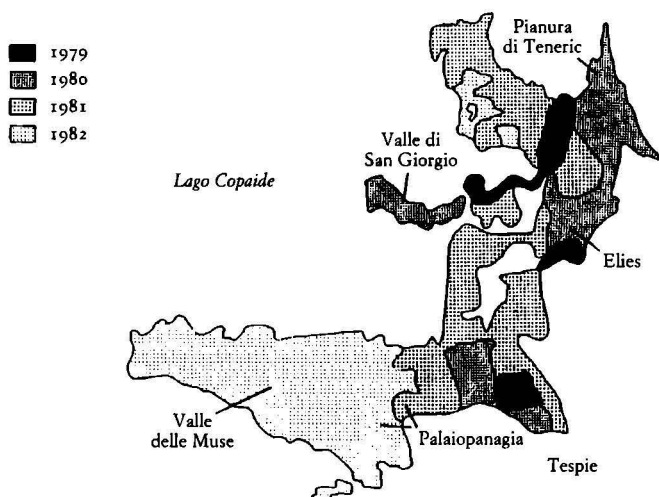 1979
1980
1981
1982
Pianura
di Teneric
Valle di
San Giorgio
Lago Copaide
Elies
Valle
delle Muse
Palaiopanagia
Tespie